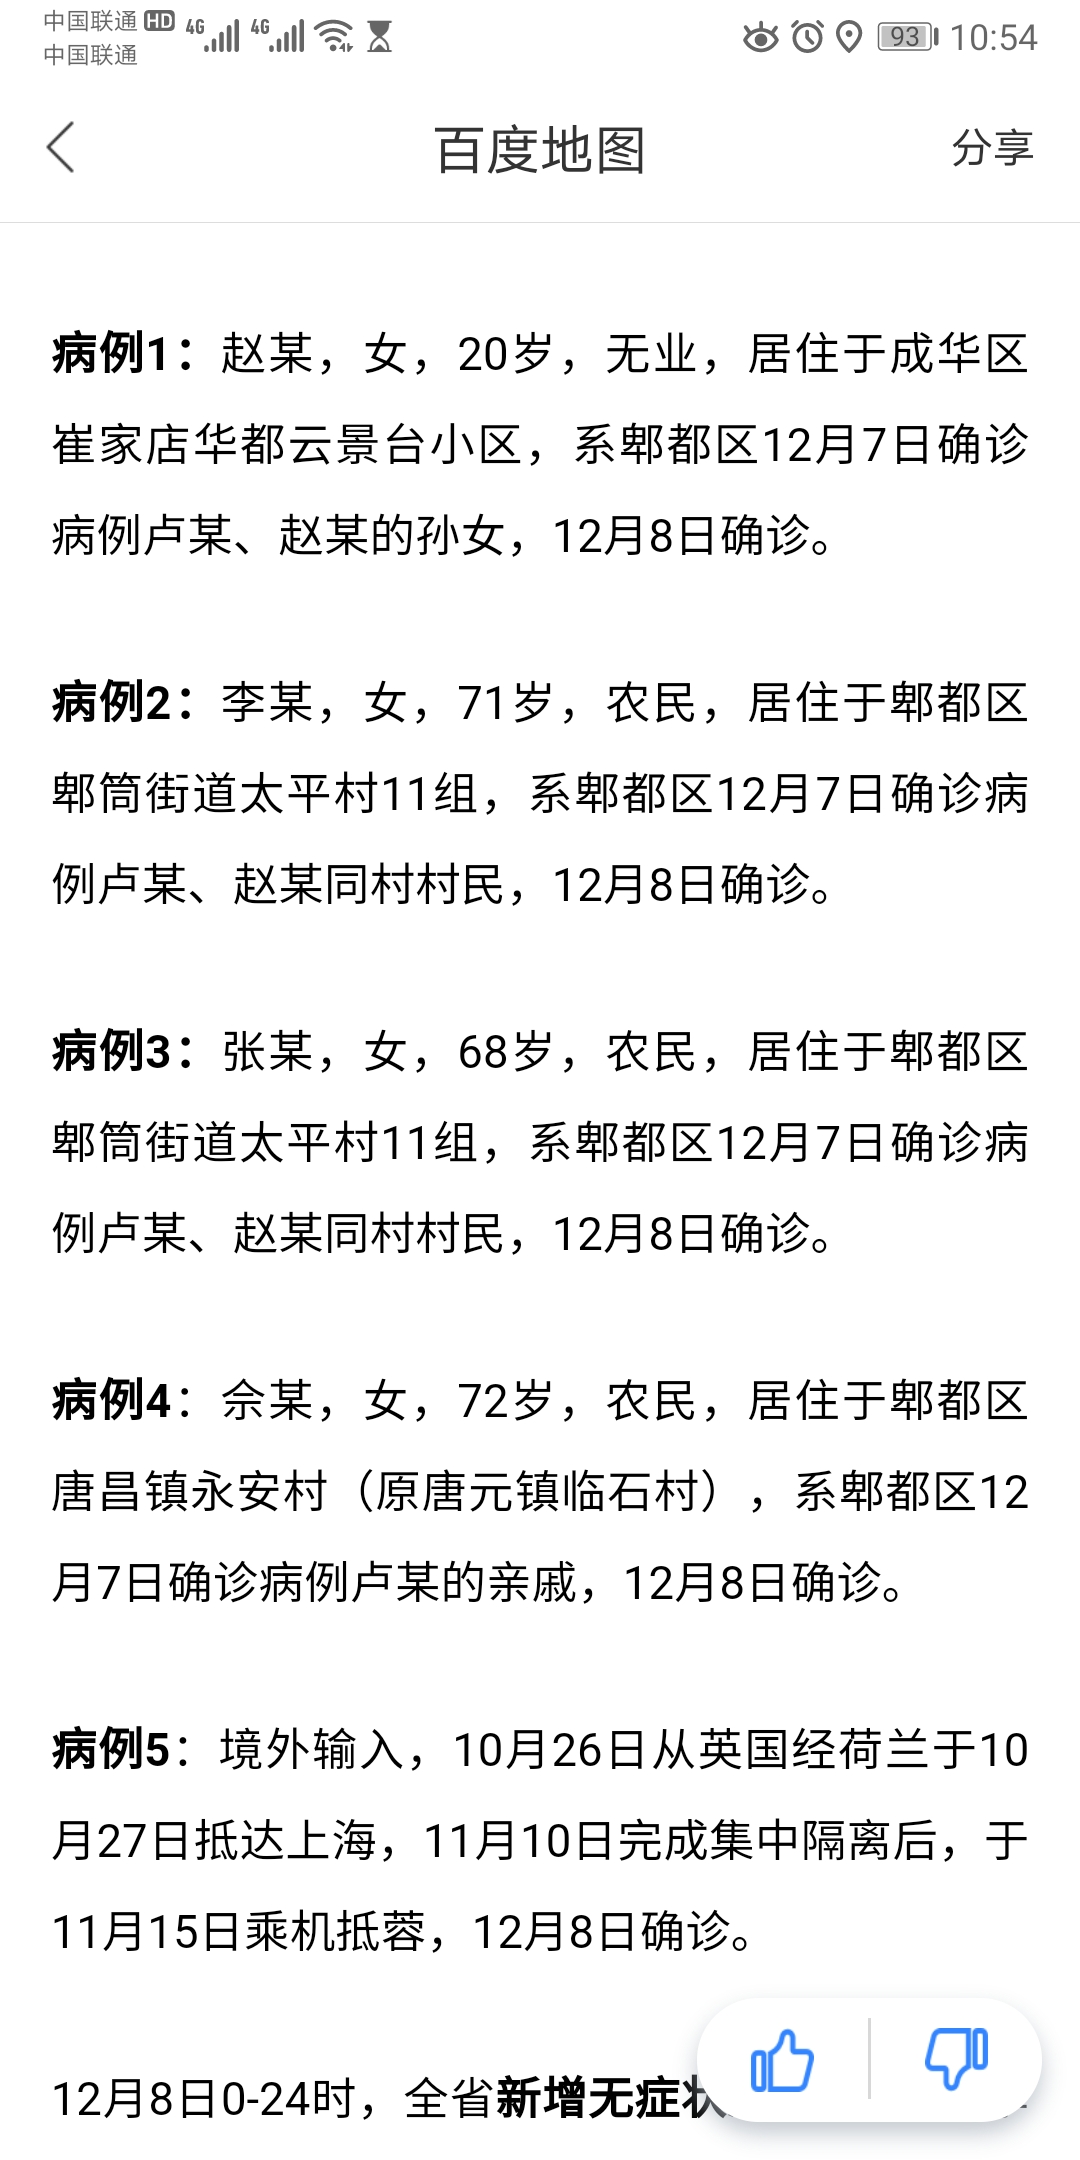 中国联通 HD 4G 4G 93 10:54
中国联通
百度地图 分享
病例1：赵某，女，20岁，无业，居住于成华区
崔家店华都云景台小区，系郫都区12月7日确诊
病例卢某、赵某的孙女，12月8日确诊。
病例2：李某，女，71岁，农民，居住于郫都区
郫筒街道太平村11组，系郫都区12月7日确诊病
例卢某、赵某同村村民，12月8日确诊。
病例3：张某，女，68岁，农民，居住于郫都区
郫筒街道太平村11组，系郫都区12月7日确诊病
例卢某、赵某同村村民，12月8日确诊。
病例4：佘某，女，72岁，农民，居住于郫都区
唐昌镇永安村（原唐元镇临石村），系郫都区12
月7日确诊病例卢某的亲戚，12月8日确诊。
病例5：境外输入，10月26日从英国经荷兰于10
月27日抵达上海，11月10日完成集中隔离后，于
11月15日乘机抵蓉，12月8日确诊。
12月8日0-24时，全省新增无症状